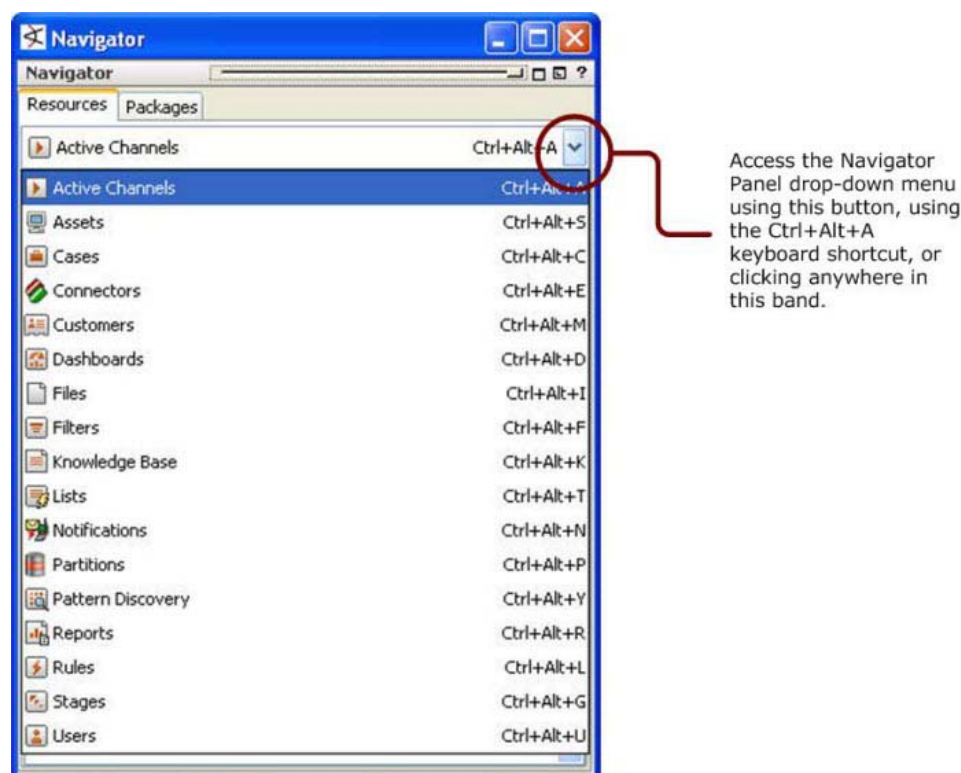 Navigator
Navigator ?
Resources Packages
Active Channels Ctrl+Alt+A
Active Channels Ctrl+Alt+A
Assets Ctrl+Alt+S
Cases Ctrl+Alt+C
Connectors Ctrl+Alt+E
Customers Ctrl+Alt+M
Dashboards Ctrl+Alt+D
Files Ctrl+Alt+I
Filters Ctrl+Alt+F
Knowledge Base Ctrl+Alt+K
Lists Ctrl+Alt+T
Notifications Ctrl+Alt+N
Partitions Ctrl+Alt+P
Pattern Discovery Ctrl+Alt+Y
Reports Ctrl+Alt+R
Rules Ctrl+Alt+L
Stages Ctrl+Alt+G
Users Ctrl+Alt+U
Access the Navigator
Panel drop-down menu
using this button, using
the Ctrl+Alt+A
keyboard shortcut, or
clicking anywhere in
this band.